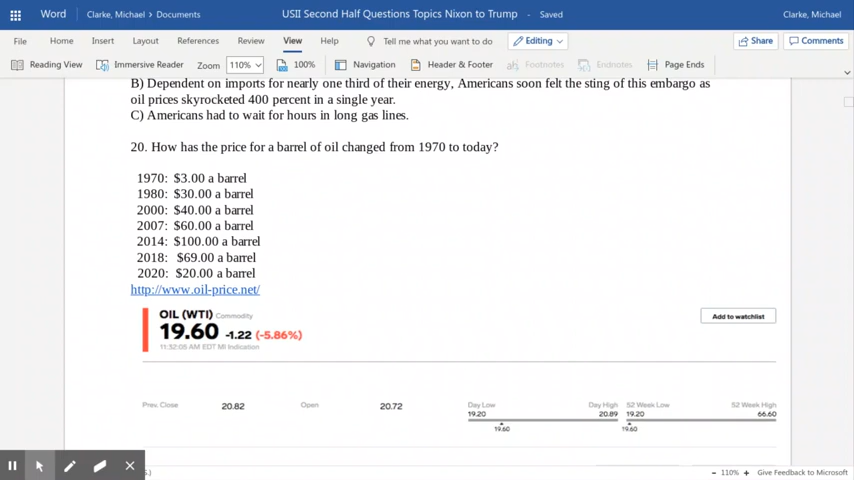 Word Clarke, Michael > Documents USII Second Half Questions Topics Nixon to Trump - Saved Clarke, Michael
File Home Insert Layout References Review View Help Tell me what you want to do Editing Share Comments
Reading View Immersive Reader Zoom 110% 100% Navigation Header & Footer Footnotes Endnotes Page Ends
B) Dependent on imports for nearly one third of their energy, Americans soon felt the sting of this embargo as
oil prices skyrocketed 400 percent in a single year.
C) Americans had to wait for hours in long gas lines.
20. How has the price for a barrel of oil changed from 1970 to today?
1970: $3.00 a barrel
1980: $30.00 a barrel
2000: $40.00 a barrel
2007: $60.00 a barrel
2014: $100.00 a barrel
2018: $69.00 a barrel
2020: $20.00 a barrel
http://www.oil-price.net/
OIL (WTI) Commodity
Add to watchlist
19.60 -1.22 (-5.86%)
11:32:05 AM EDT MI Indication
Prev. Close 20.82 Open 20.72 Day Low Day High 52 Week Low 52 Week High
19.20 20.89 19.20 66.60
19.60 19.60
s.) - 110% + Give Feedback to Microsoft